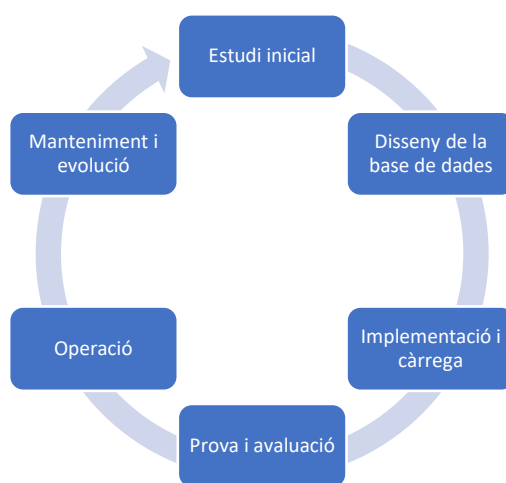 Estudi inicial
Disseny de la
base de dades
Implementació i
càrrega
Prova i avaluació
Operació
Manteniment i
evolució